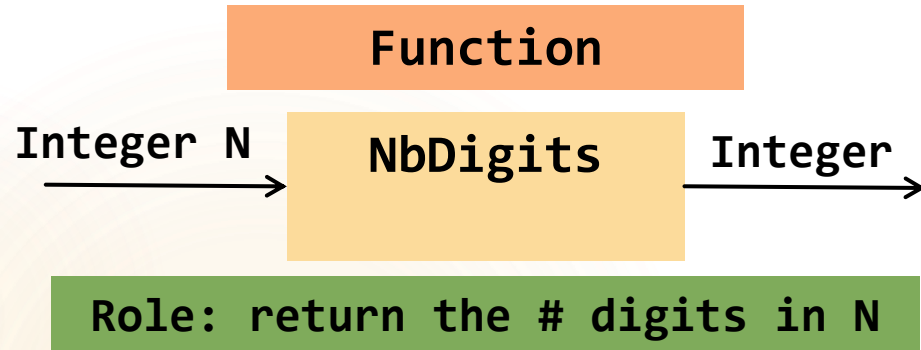 Function
Integer N
NbDigits
Integer
Role: return the # digits in N